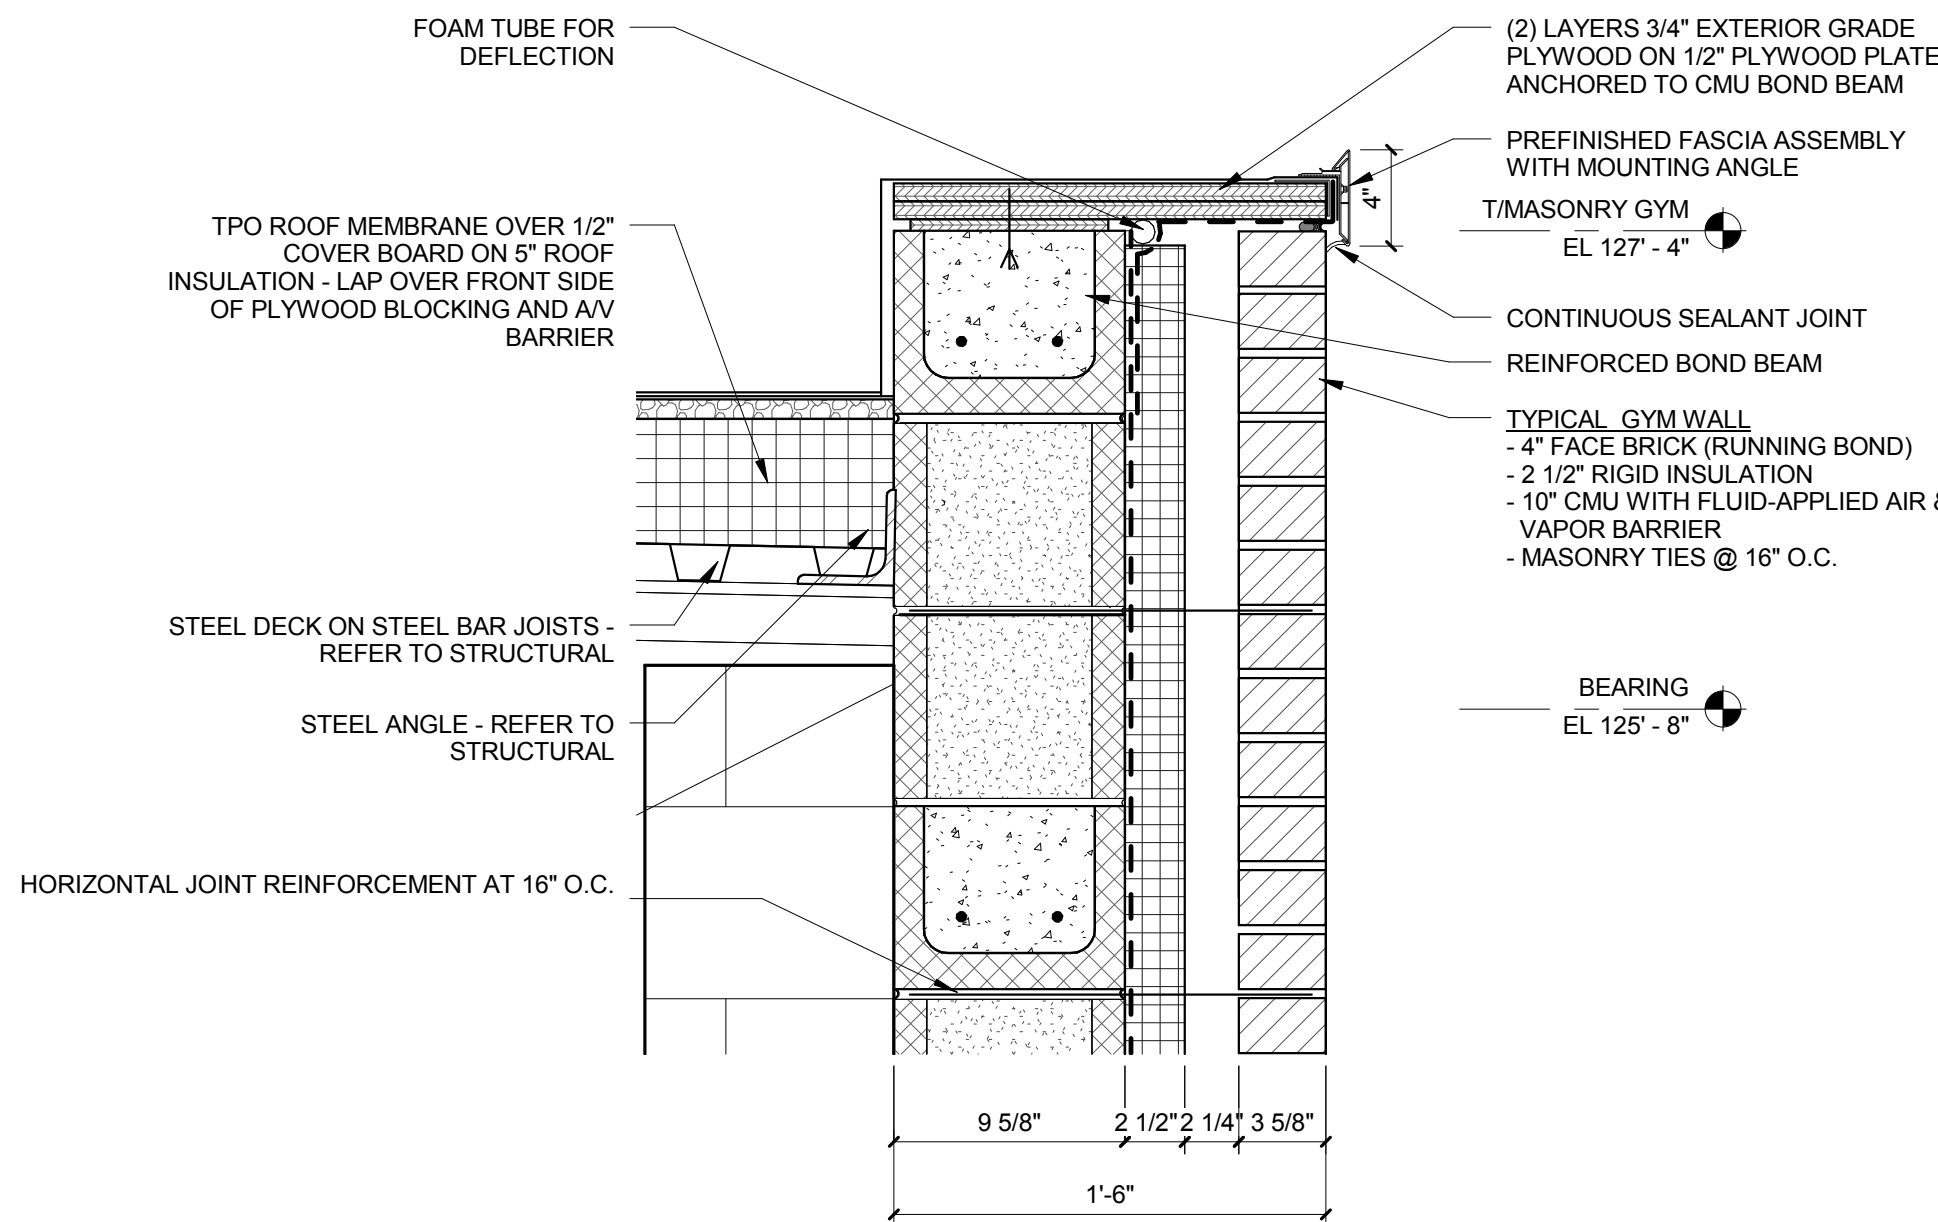 FOAM TUBE FOR
DEFLECTION
(2) LAYERS 3/4" EXTERIOR GRADE
PLYWOOD ON 1/2" PLYWOOD PLATE
ANCHORED TO CMU BOND BEAM
PREFINISHED FASCIA ASSEMBLY
WITH MOUNTING ANGLE
4"
T/MASONRY GYM
EL 127' - 4"
TPO ROOF MEMBRANE OVER 1/2"
COVER BOARD ON 5" ROOF
INSULATION - LAP OVER FRONT SIDE
OF PLYWOOD BLOCKING AND A/V
BARRIER
CONTINUOUS SEALANT JOINT
REINFORCED BOND BEAM
TYPICAL GYM WALL
- 4" FACE BRICK (RUNNING BOND)
- 2 1/2" RIGID INSULATION
- 10" CMU WITH FLUID-APPLIED AIR &
VAPOR BARRIER
- MASONRY TIES @ 16" O.C.
STEEL DECK ON STEEL BAR JOISTS -
REFER TO STRUCTURAL
BEARING
EL 125' - 8"
STEEL ANGLE - REFER TO
STRUCTURAL
HORIZONTAL JOINT REINFORCEMENT AT 16" O.C.
9 5/8" 2 1/2" 2 1/4" 3 5/8"
1'-6"